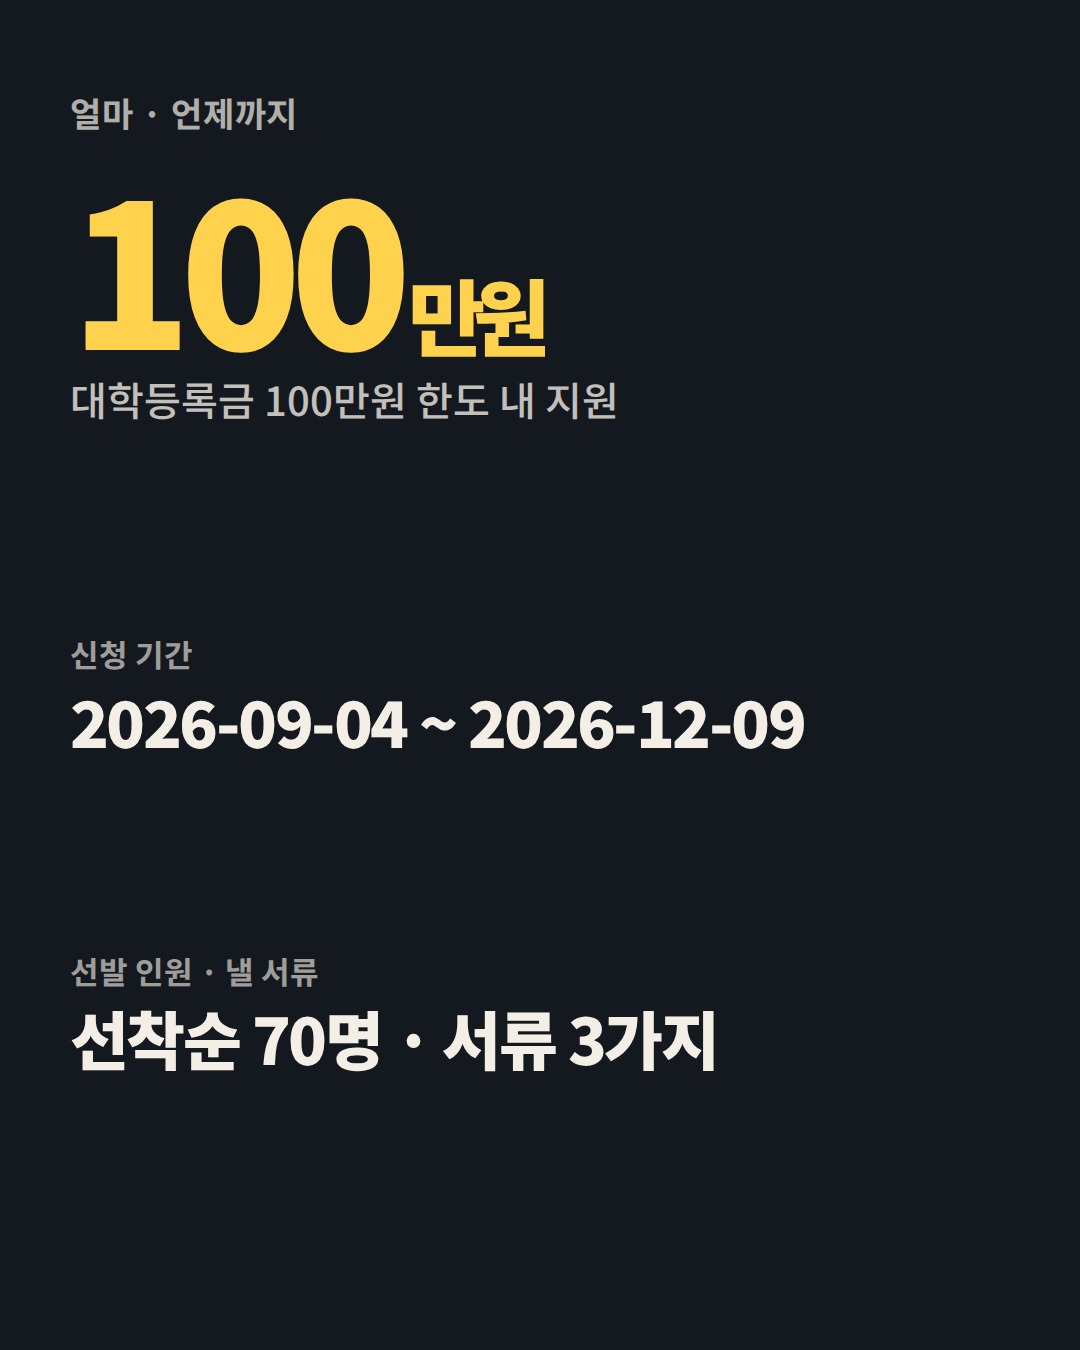 얼마 · 언제까지
100만원
대학등록금 100만원 한도 내 지원
신청 기간
2026-09-04 ~ 2026-12-09
선발 인원 · 낼 서류
선착순 70명 · 서류 3가지